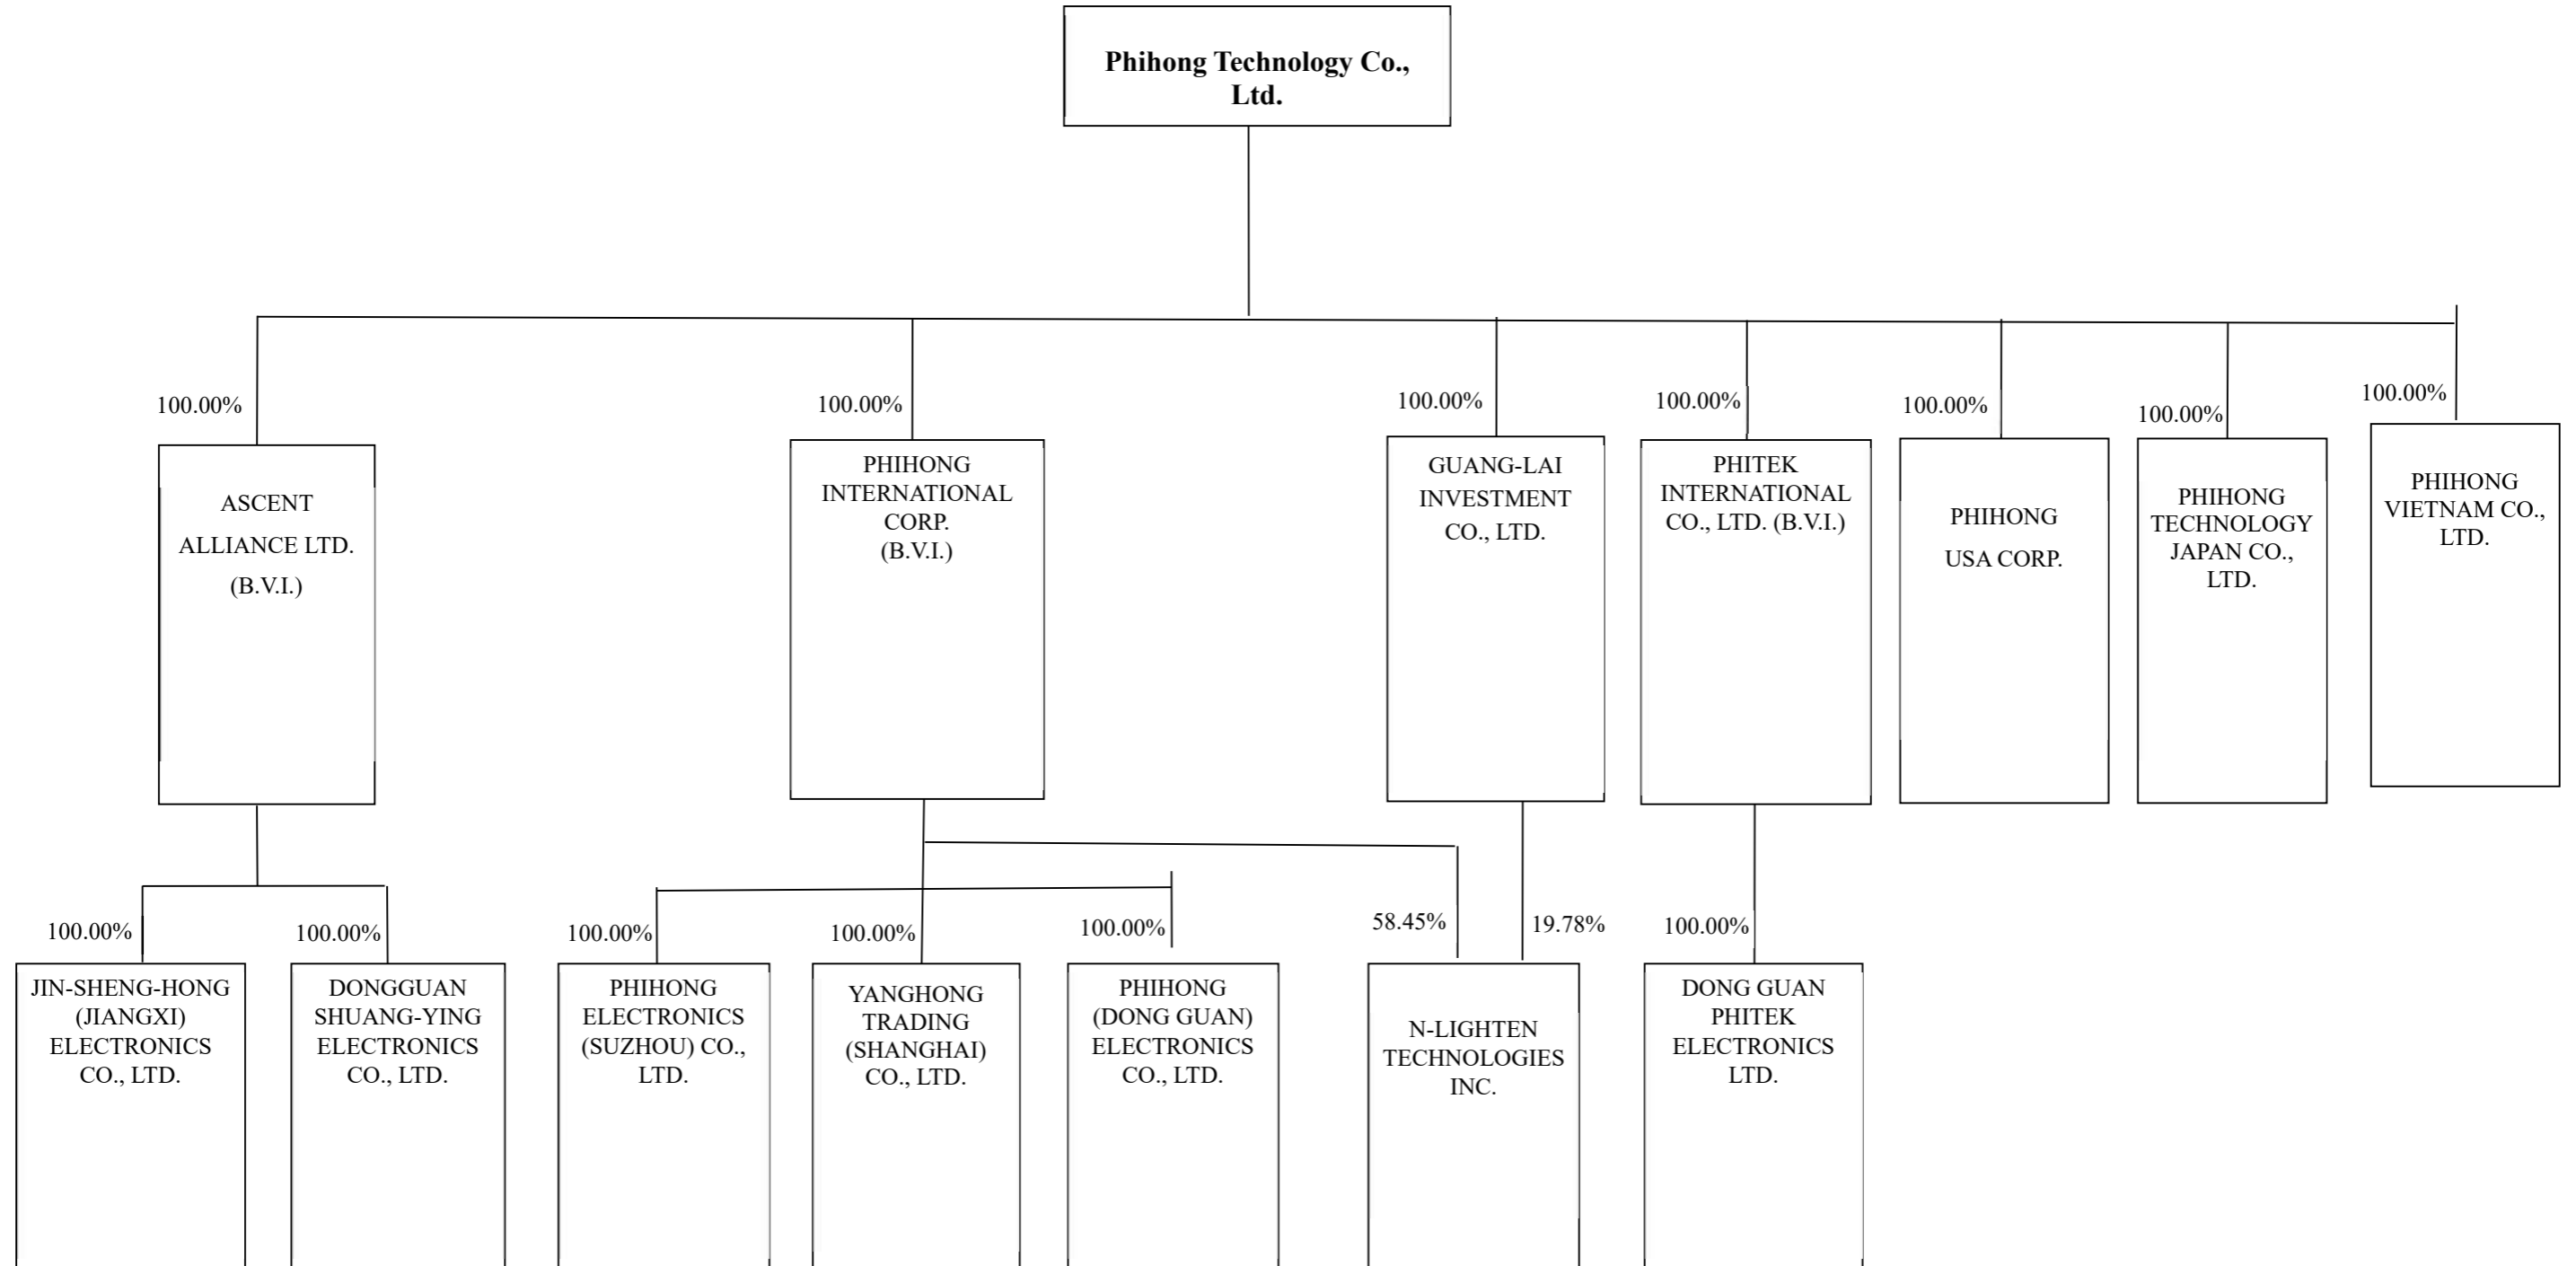 Phihong Technology Co.,
Ltd.
100.00%
100.00%
100.00%
100.00%
100.00%
100.00%
100.00%
ASCENT
ALLIANCE LTD.
(B.V.I.)
PHIHONG
INTERNATIONAL
CORP.
(B.V.I.)
GUANG-LAI
INVESTMENT
CO., LTD.
PHITEK
INTERNATIONAL
CO., LTD. (B.V.I.)
PHIHONG
USA CORP.
PHIHONG
TECHNOLOGY
JAPAN CO.,
LTD.
PHIHONG
VIETNAM CO.,
LTD.
100.00%
100.00%
100.00%
100.00%
100.00%
58.45%
19.78%
100.00%
JIN-SHENG-HONG
(JIANGXI)
ELECTRONICS
CO., LTD.
DONGGUAN
SHUANG-YING
ELECTRONICS
CO., LTD.
PHIHONG
ELECTRONICS
(SUZHOU) CO.,
LTD.
YANGHONG
TRADING
(SHANGHAI)
CO., LTD.
PHIHONG
(DONG GUAN)
ELECTRONICS
CO., LTD.
N-LIGHTEN
TECHNOLOGIES
INC.
DONG GUAN
PHITEK
ELECTRONICS
LTD.